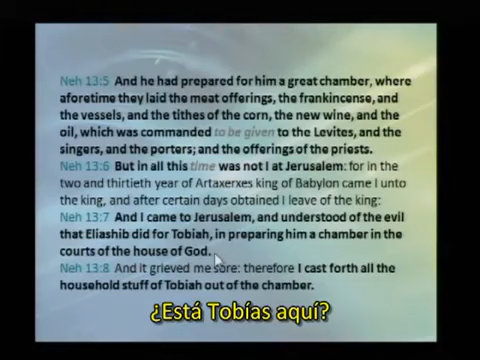 Neh 13:5 And he had prepared for him a great chamber, where
aforetime they laid the meat offerings, the frankincense, and
the vessels, and the tithes of the corn, the new wine, and the
oil, which was commanded to be given to the Levites, and the
singers, and the porters; and the offerings of the priests.
Neh 13:6 But in all this time was not I at Jerusalem: for in the
two and thirtieth year of Artaxerxes king of Babylon came I unto
the king, and after certain days obtained I leave of the king:
Neh 13:7 And I came to Jerusalem, and understood of the evil
that Eliashib did for Tobiah, in preparing him a chamber in the
courts of the house of God.
Neh 13:8 And it grieved me sore: therefore I cast forth all the
household stuff of Tobiah out of the chamber.
¿Está Tobías aquí?